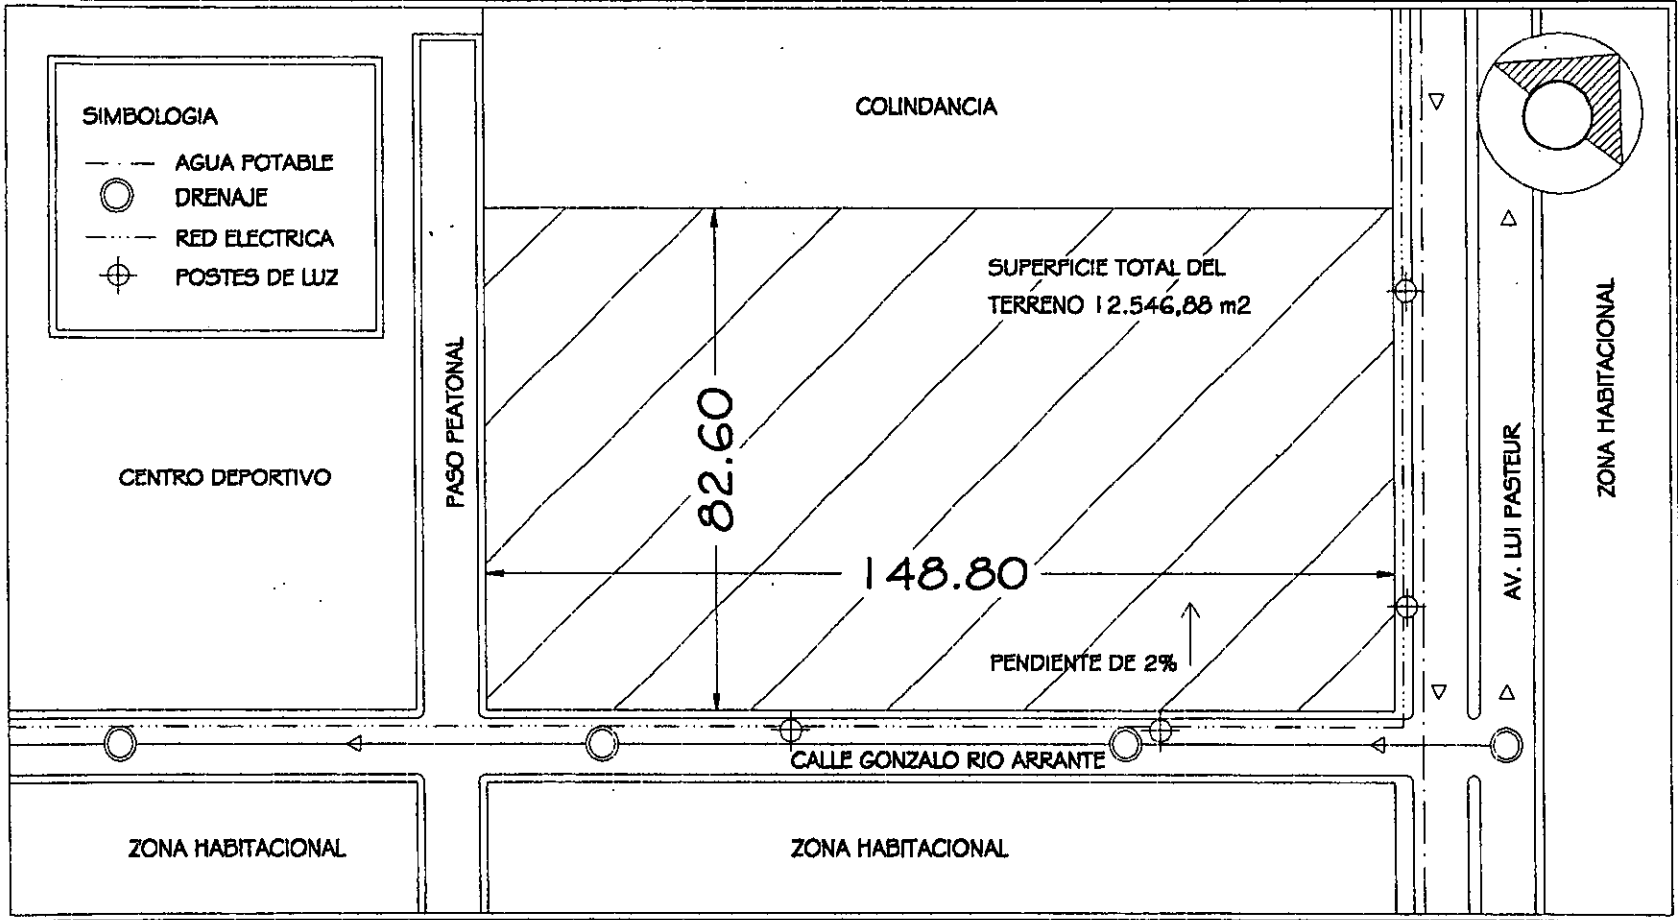 SIMBOLOGIA
AGUA POTABLE
DRENAJE
RED ELECTRICA
POSTES DE LUZ
COLINDANCIA
SUPERFICIE TOTAL DEL
TERRENO 12.546,88 m2
PASO PEATONAL
CENTRO DEPORTIVO
82.60
148.80
PENDIENTE DE 2%
AV. LUI PASTEUR
ZONA HABITACIONAL
CALLE GONZALO RIO ARRANTE
ZONA HABITACIONAL
ZONA HABITACIONAL